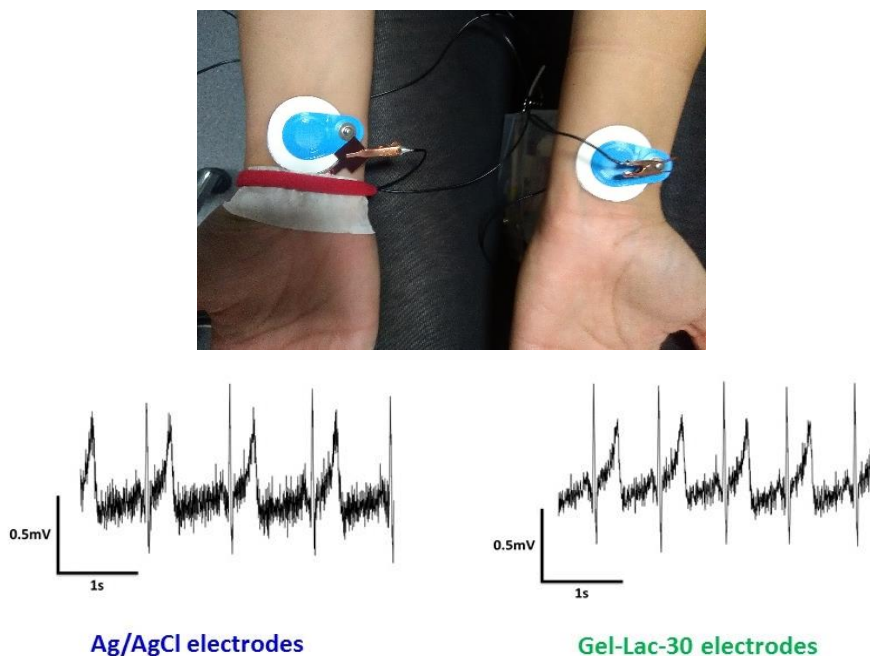 0.5mV
1s
0.5mV
1s
Ag/AgCl electrodes
Gel-Lac-30 electrodes